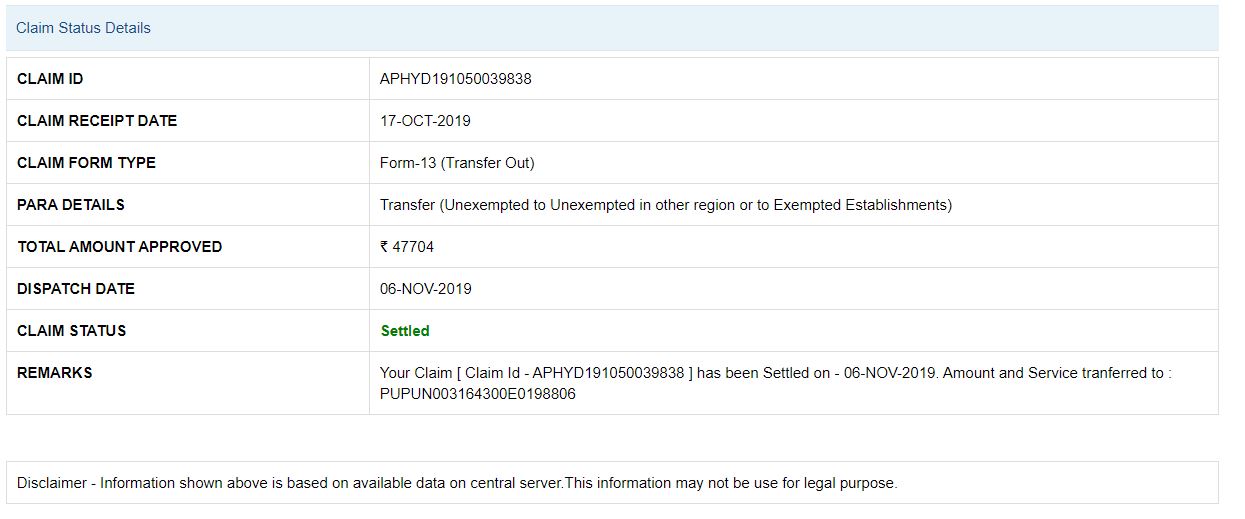 Claim Status Details
CLAIM ID APHYD191050039838
CLAIM RECEIPT DATE 17-OCT-2019
CLAIM FORM TYPE Form-13 (Transfer Out)
PARA DETAILS Transfer (Unexempted to Unexempted in other region or to Exempted Establishments)
TOTAL AMOUNT APPROVED ₹ 47704
DISPATCH DATE 06-NOV-2019
CLAIM STATUS Settled
REMARKS Your Claim [ Claim Id - APHYD191050039838 ] has been Settled on - 06-NOV-2019. Amount and Service tranferred to :
PUPUN003164300E0198806
Disclaimer - Information shown above is based on available data on central server.This information may not be use for legal purpose.